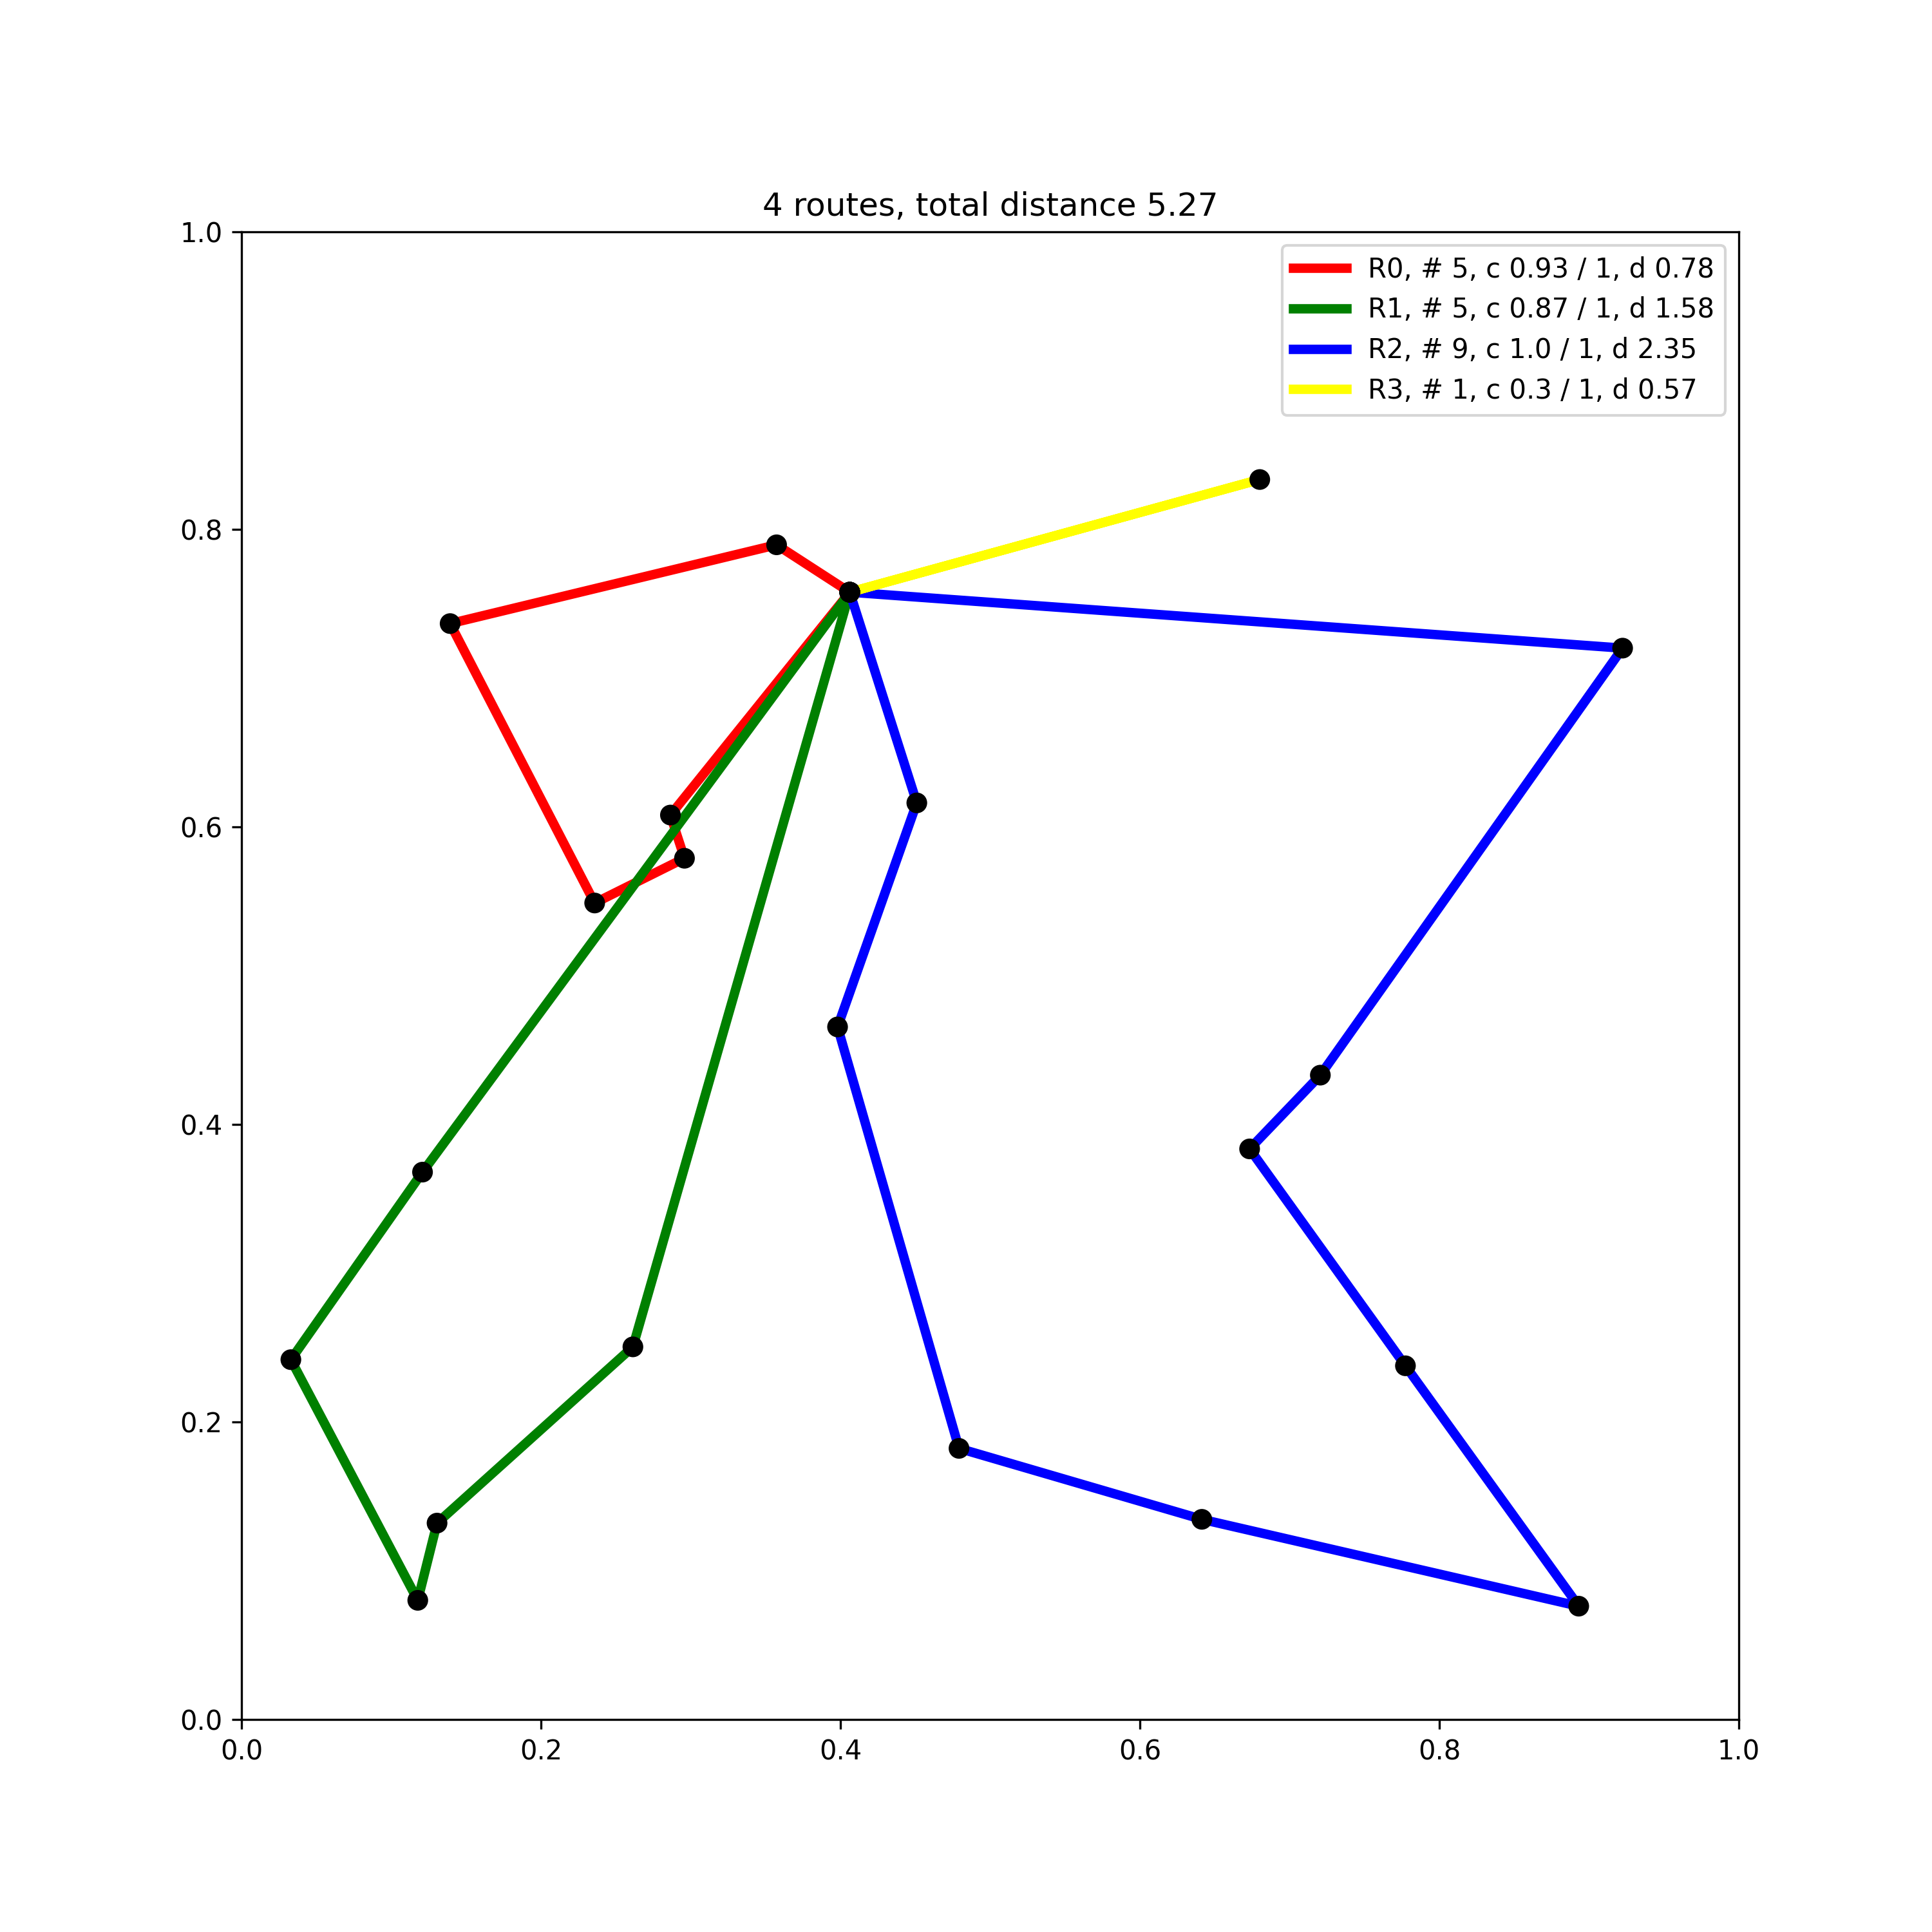 4 routes, total distance 5.27
R0, # 5, c 0.93 / 1, d 0.78
R1, # 5, c 0.87 / 1, d 1.58
R2, # 9, c 1.0 / 1, d 2.35
R3, # 1, c 0.3 / 1, d 0.57
1.0
0.8
0.6
0.4
0.2
0.0
0.0 0.2 0.4 0.6 0.8 1.0